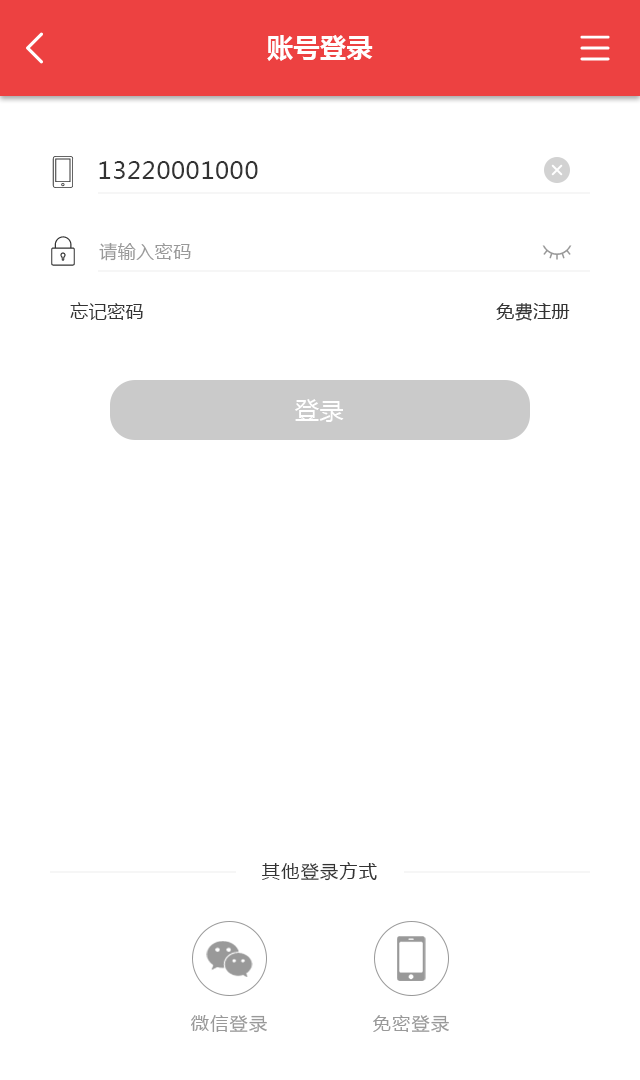 账号登录
13220001000
请输入密码
忘记密码 免费注册
登录
其他登录方式
微信登录 免密登录